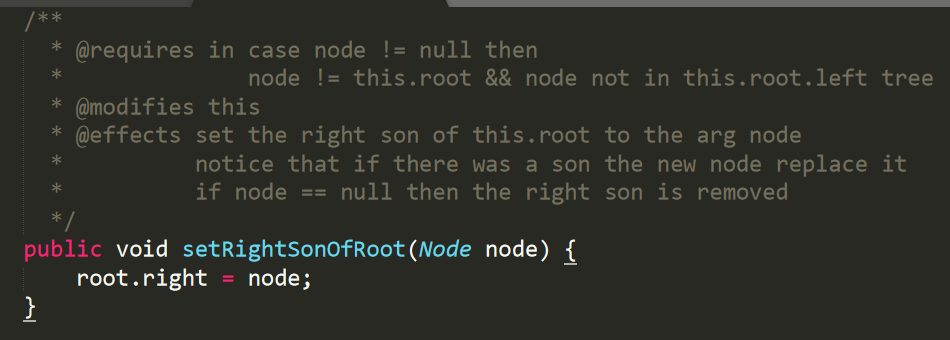 /**
 * @requires in case node != null then
 *              node != this.root && node not in this.root.left tree
 * @modifies this
 * @effects set the right son of this.root to the arg node
 *          notice that if there was a son the new node replace it
 *          if node == null then the right son is removed
 */
public void setRightSonOfRoot(Node node) {
    root.right = node;
}